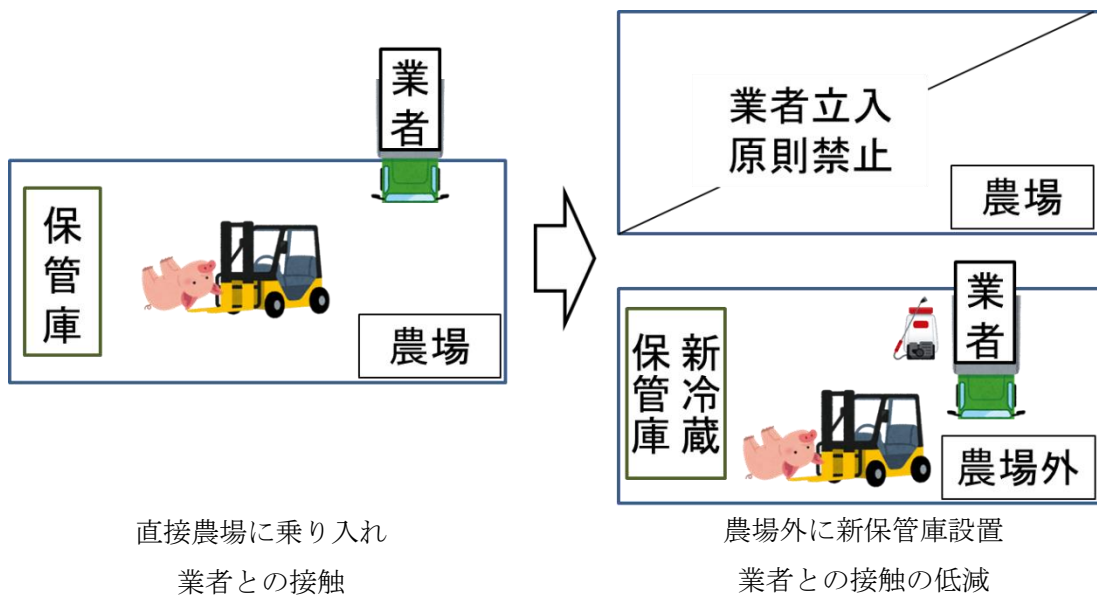 業者
保管庫
農場
直接農場に乗り入れ
業者との接触
業者立入
原則禁止
農場
業者
新冷蔵
保管庫
農場外
農場外に新保管庫設置
業者との接触の低減